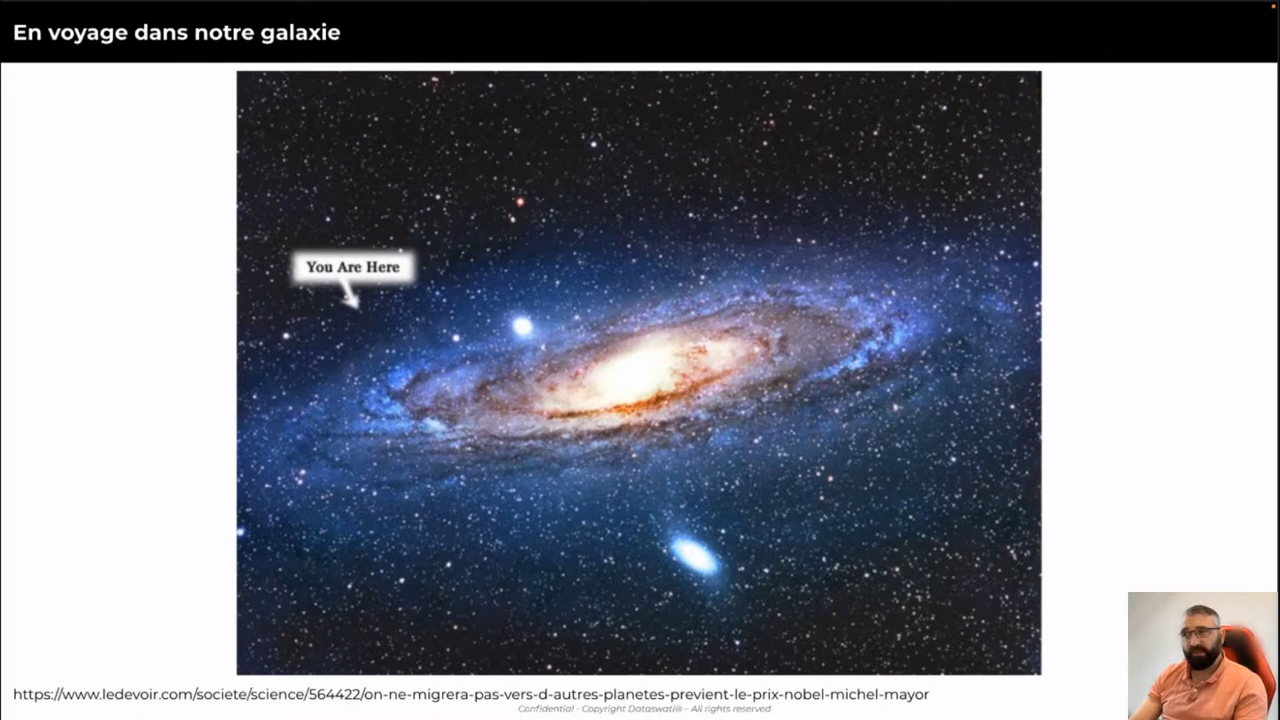 En voyage dans notre galaxie
You Are Here
https://www.ledevoir.com/societe/science/564422/on-ne-migrera-pas-vers-d-autres-planetes-previent-le-prix-nobel-michel-mayor
Confidential - Copyright Dataswati® - All rights reserved